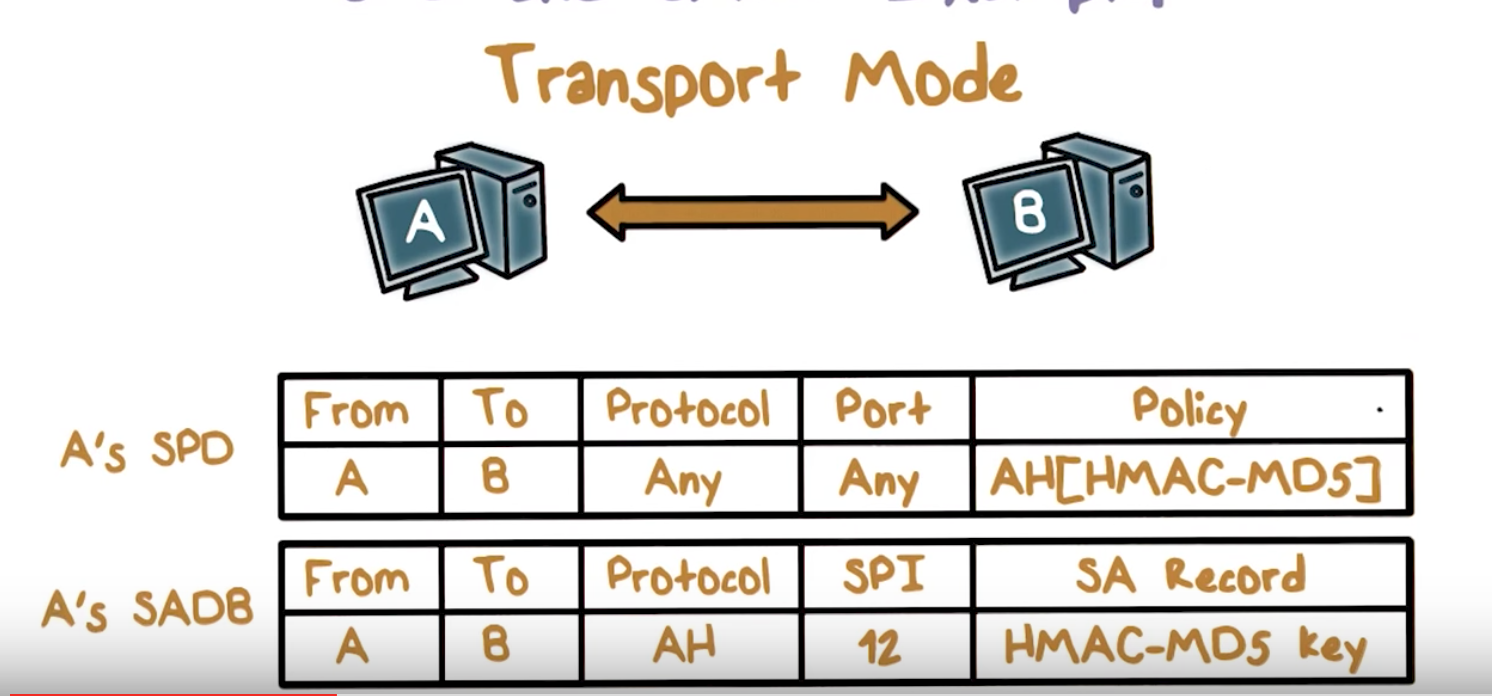 Transport Mode
A
B
From To Protocol Port Policy
A's SPD
A B Any Any AH[HMAC-MD5]
From To Protocol SPI SA Record
A's SADB
A B AH 12 HMAC-MD5 key